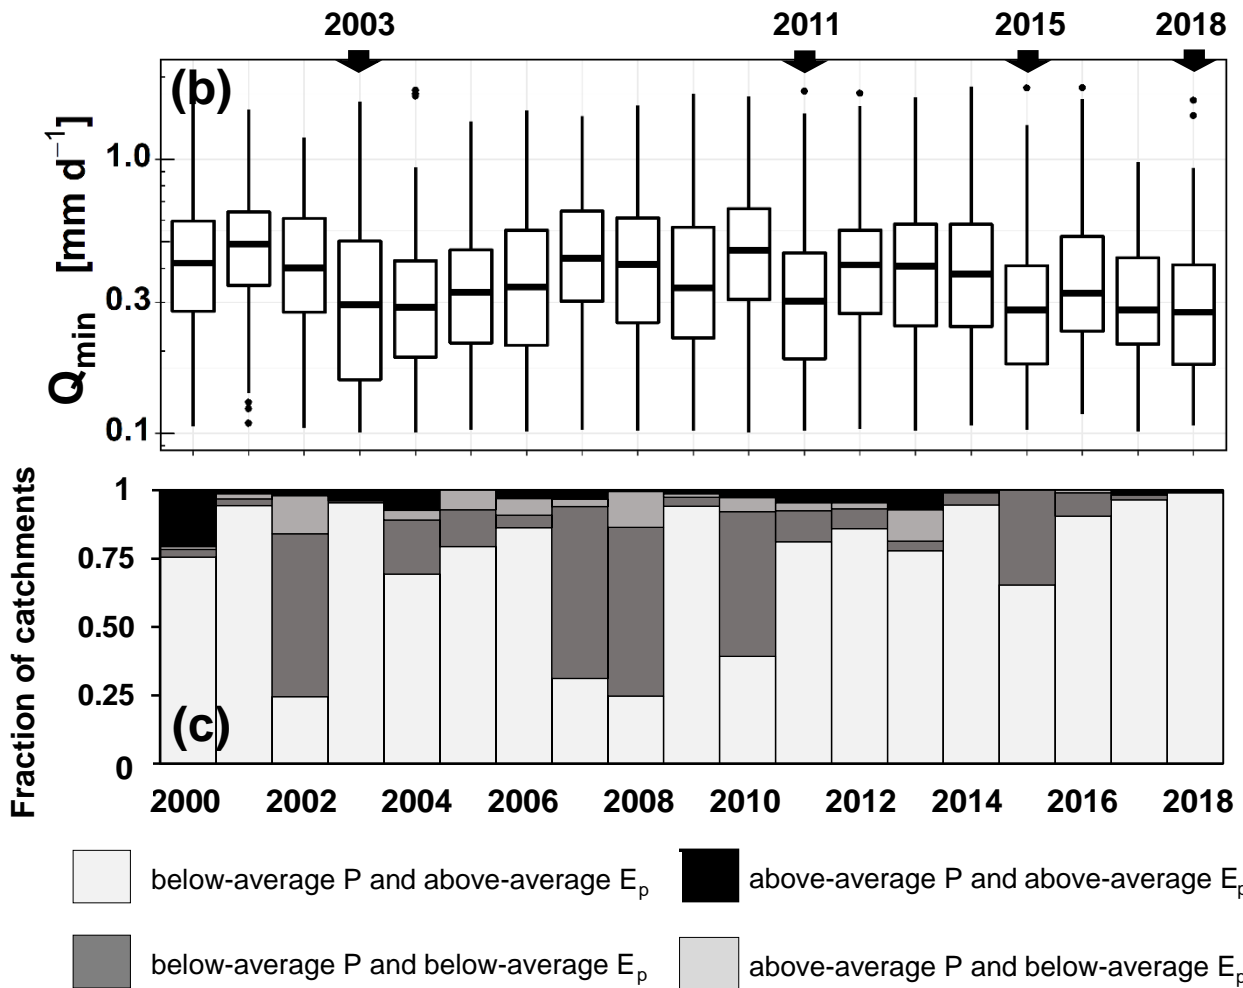 2003 2011 2015 2018
(b)
Q_min [mm d⁻¹]
1.0
0.3
0.1
Fraction of catchments
1
0.75
0.50
0.25
0
(c)
2000 2002 2004 2006 2008 2010 2012 2014 2016 2018
below-average P and above-average E_p
above-average P and above-average E_p
below-average P and below-average E_p
above-average P and below-average E_p